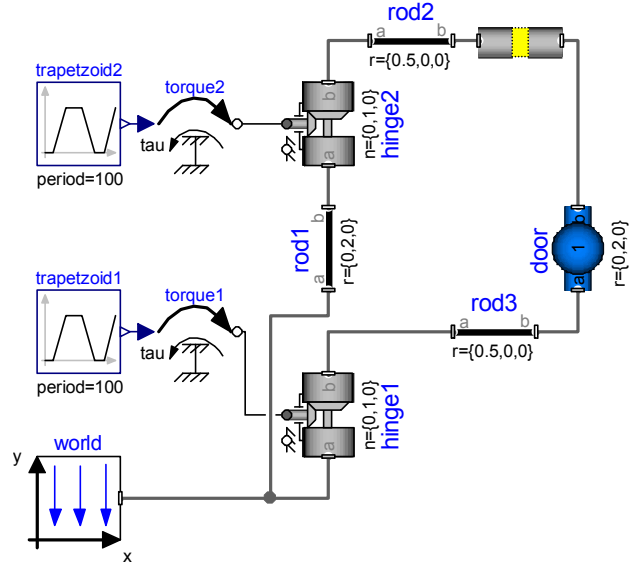 rod2
a b
r={0.5,0,0}
trapetzoid2
period=100
torque2
tau
b
a
n={0,1,0}
hinge2
b
a
rod1
r={0,2,0}
b
1
a
door
r={0,2,0}
trapetzoid1
period=100
torque1
tau
rod3
a b
r={0.5,0,0}
b
a
n={0,1,0}
hinge1
world
y
x